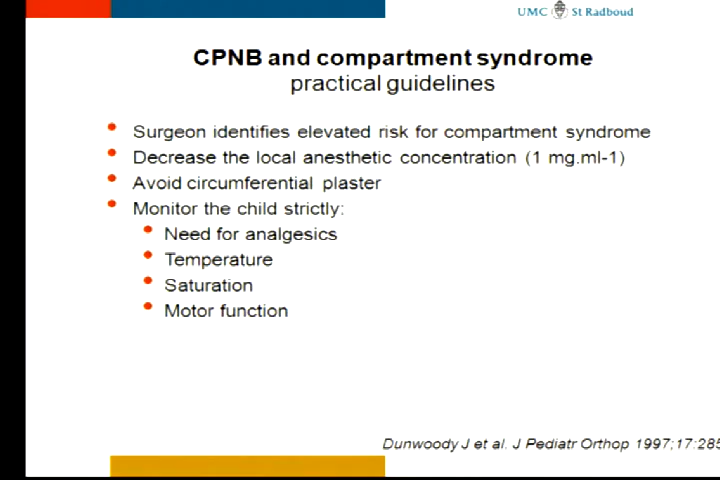 UMC St Radboud
CPNB and compartment syndrome
practical guidelines
• Surgeon identifies elevated risk for compartment syndrome
• Decrease the local anesthetic concentration (1 mg.ml-1)
• Avoid circumferential plaster
• Monitor the child strictly:
• Need for analgesics
• Temperature
• Saturation
• Motor function
Dunwoody J et al. J Pediatr Orthop 1997;17:285